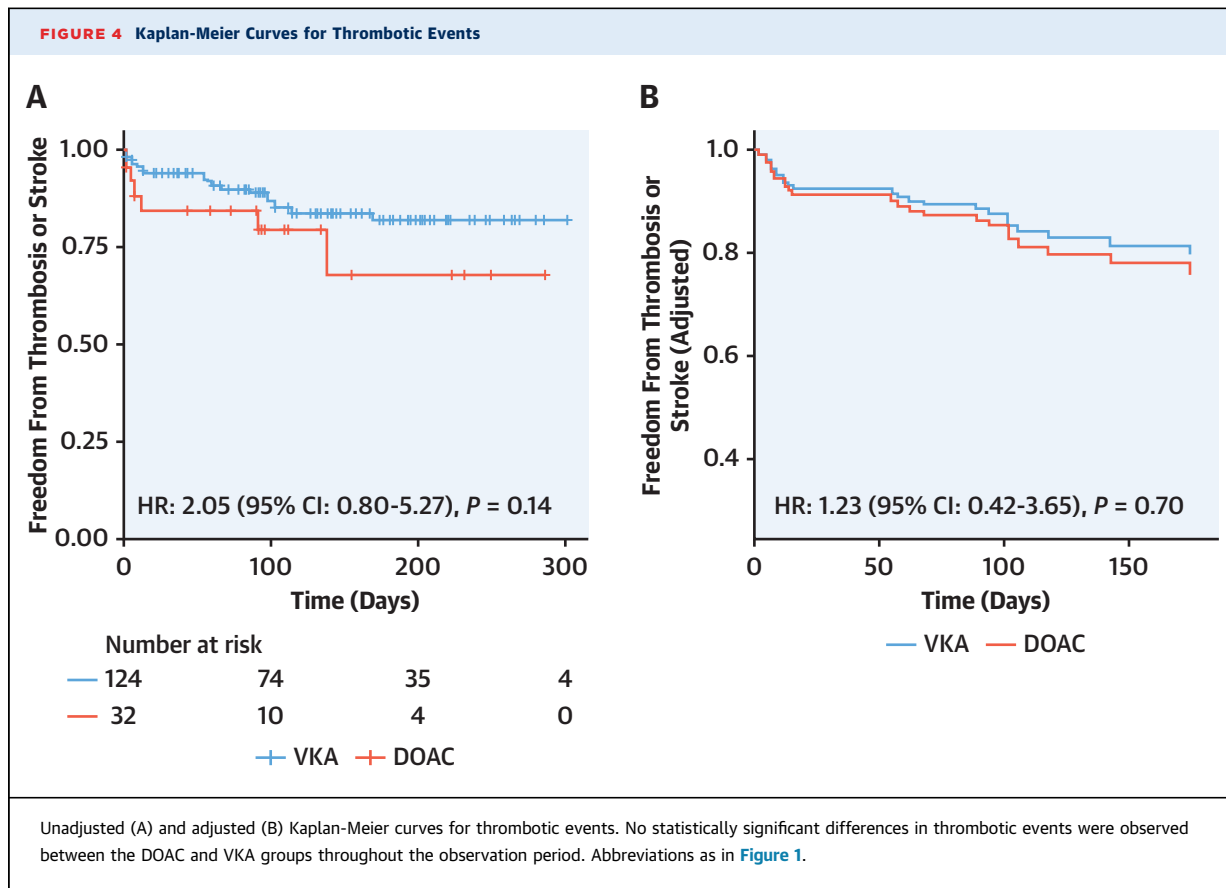 FIGURE 4 Kaplan-Meier Curves for Thrombotic Events
A
Freedom From Thrombosis or Stroke
1.00
0.75
0.50
0.25
0.00
HR: 2.05 (95% CI: 0.80-5.27), P = 0.14
0 100 200 300
Time (Days)
Number at risk
124 74 35 4
32 10 4 0
VKA DOAC
B
Freedom From Thrombosis or
Stroke (Adjusted)
1.0
0.8
0.6
0.4
HR: 1.23 (95% CI: 0.42-3.65), P = 0.70
0 50 100 150
Time (Days)
VKA DOAC
Unadjusted (A) and adjusted (B) Kaplan-Meier curves for thrombotic events. No statistically significant differences in thrombotic events were observed
between the DOAC and VKA groups throughout the observation period. Abbreviations as in Figure 1.